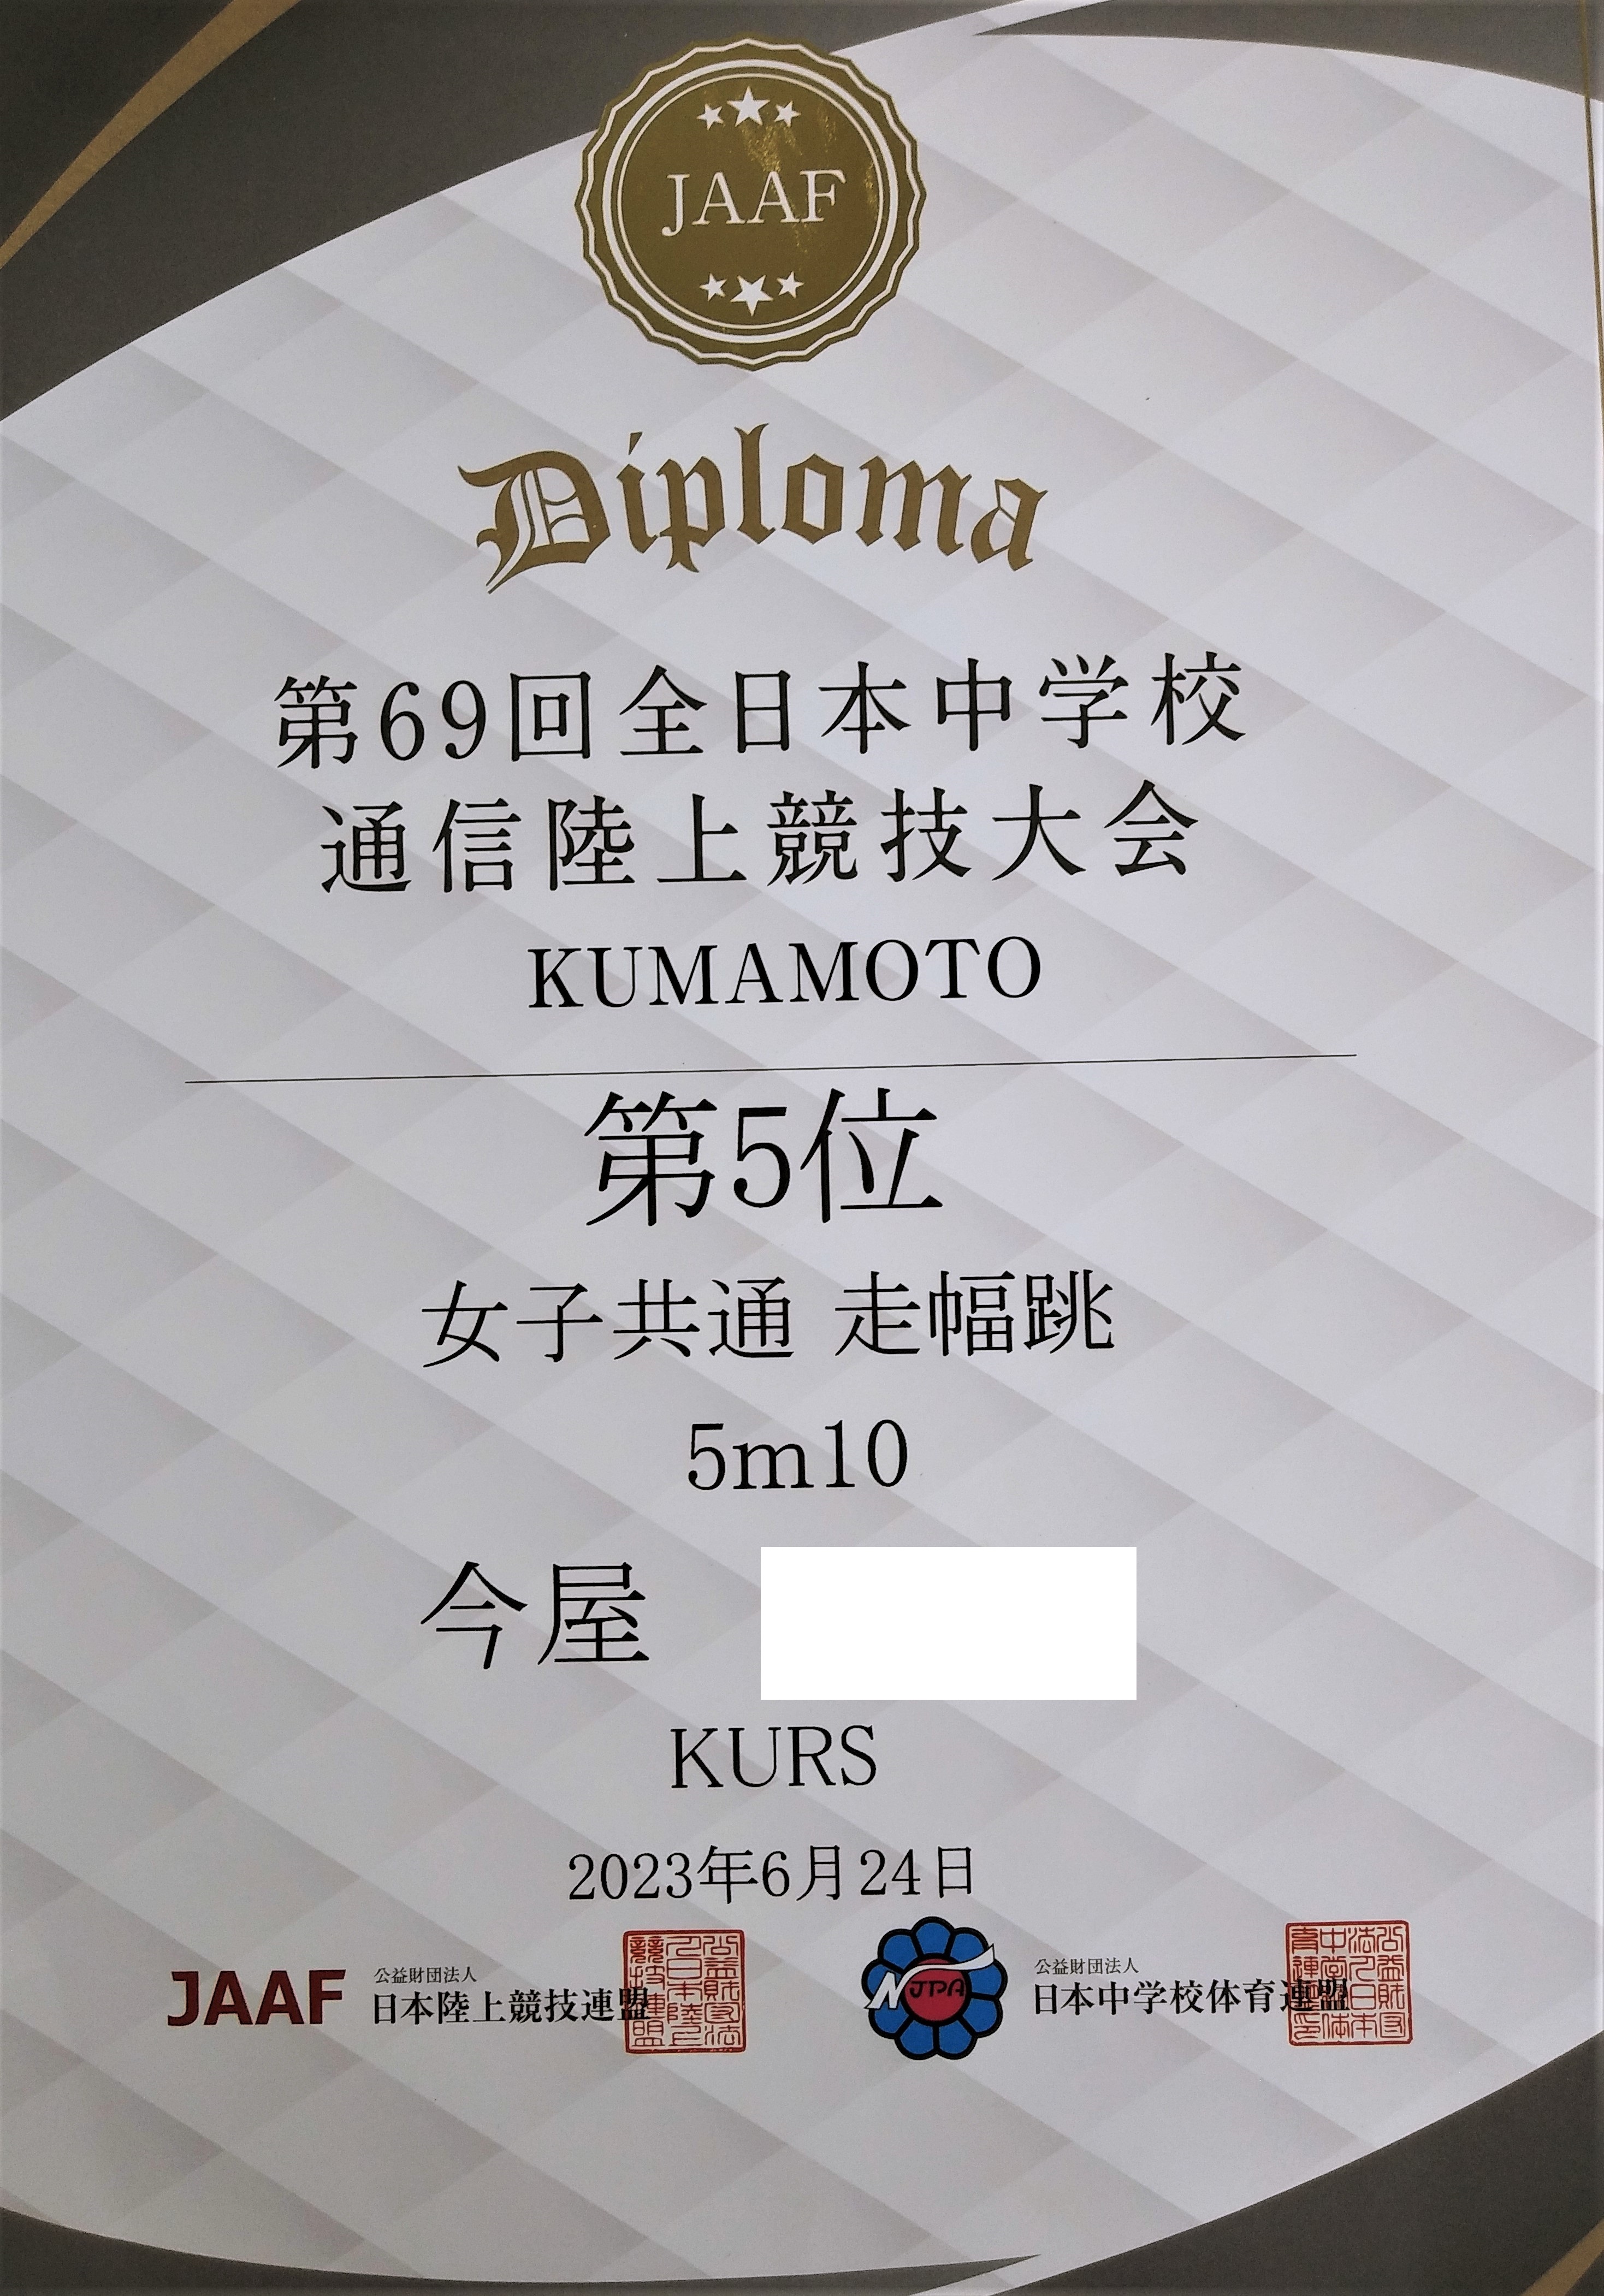 JAAF
Diploma
第69回全日本中学校
通信陸上競技大会
KUMAMOTO
第5位
女子共通 走幅跳
5m10
今屋
KURS
2023年6月24日
JAAF 公益財団法人
日本陸上競技連盟
NJPA 公益財団法人
日本中学校体育連盟